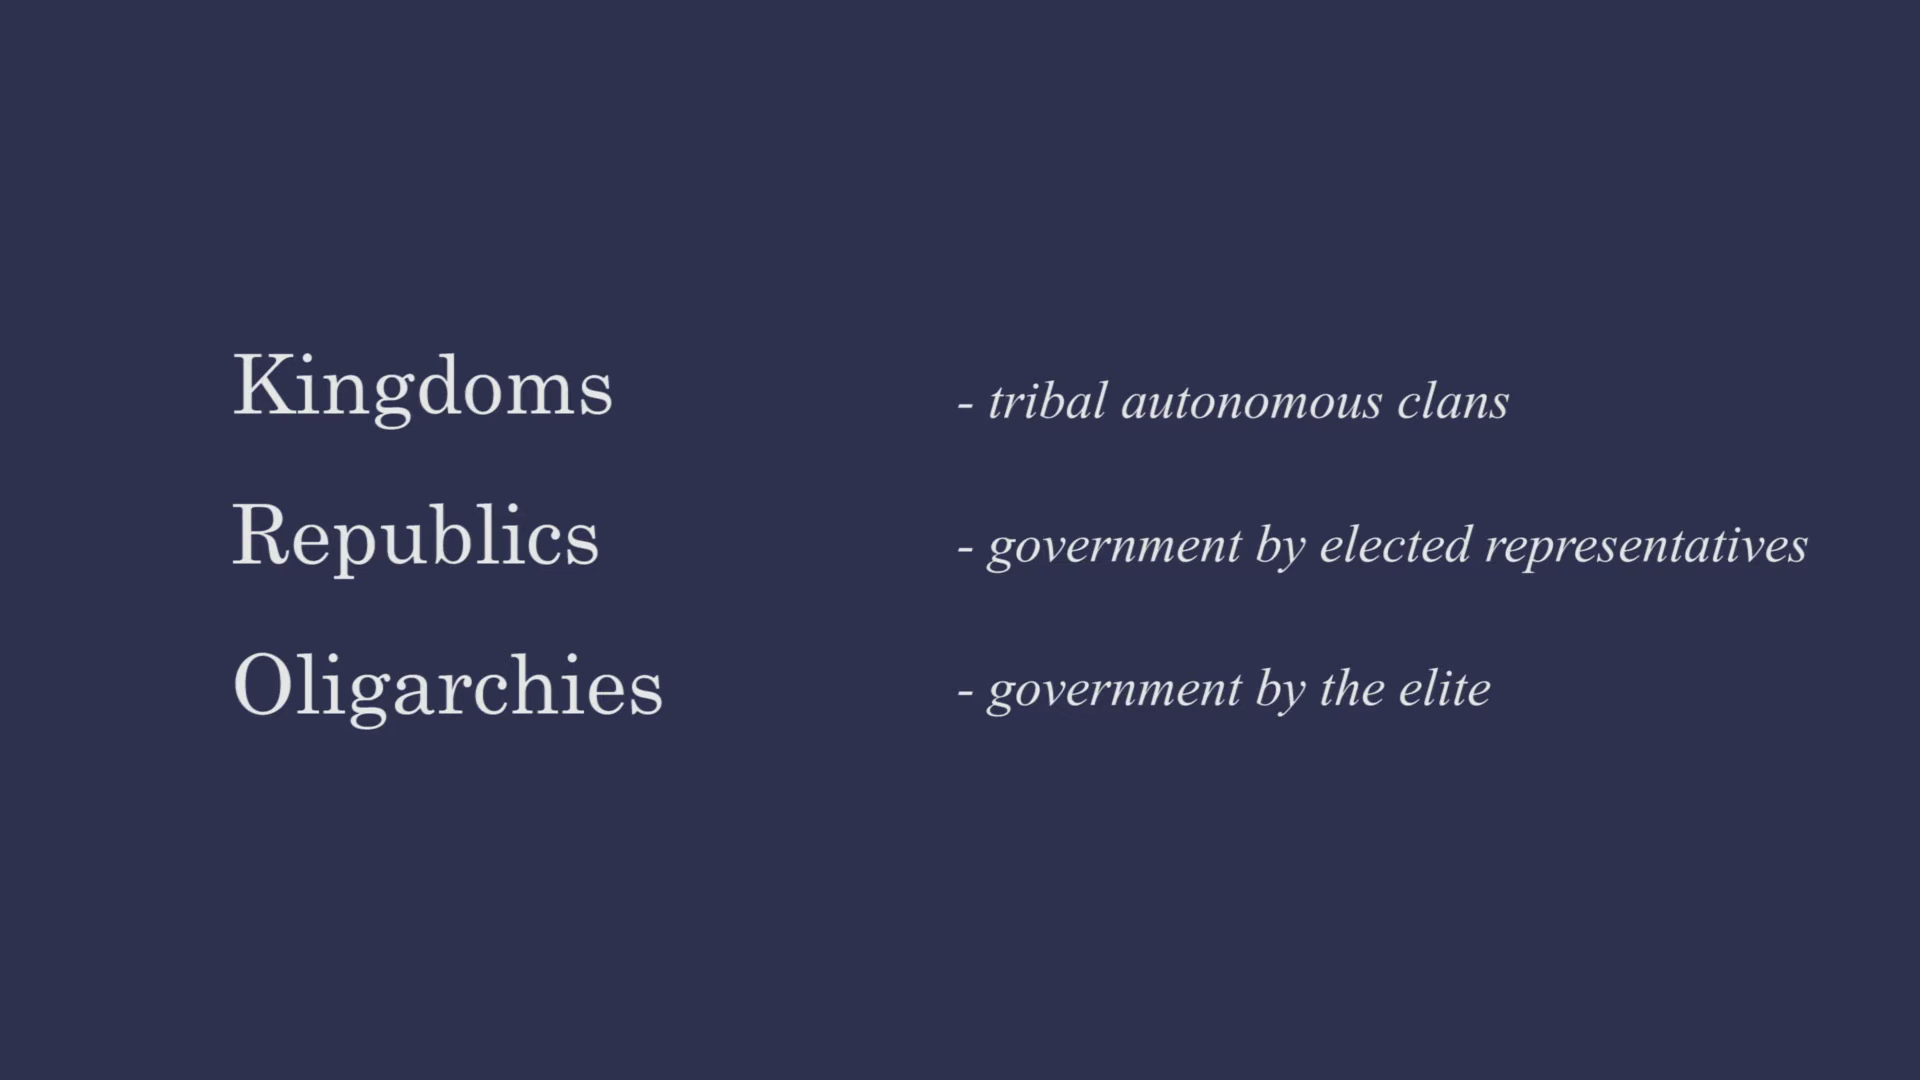 Kingdoms - tribal autonomous clans
Republics - government by elected representatives
Oligarchies - government by the elite